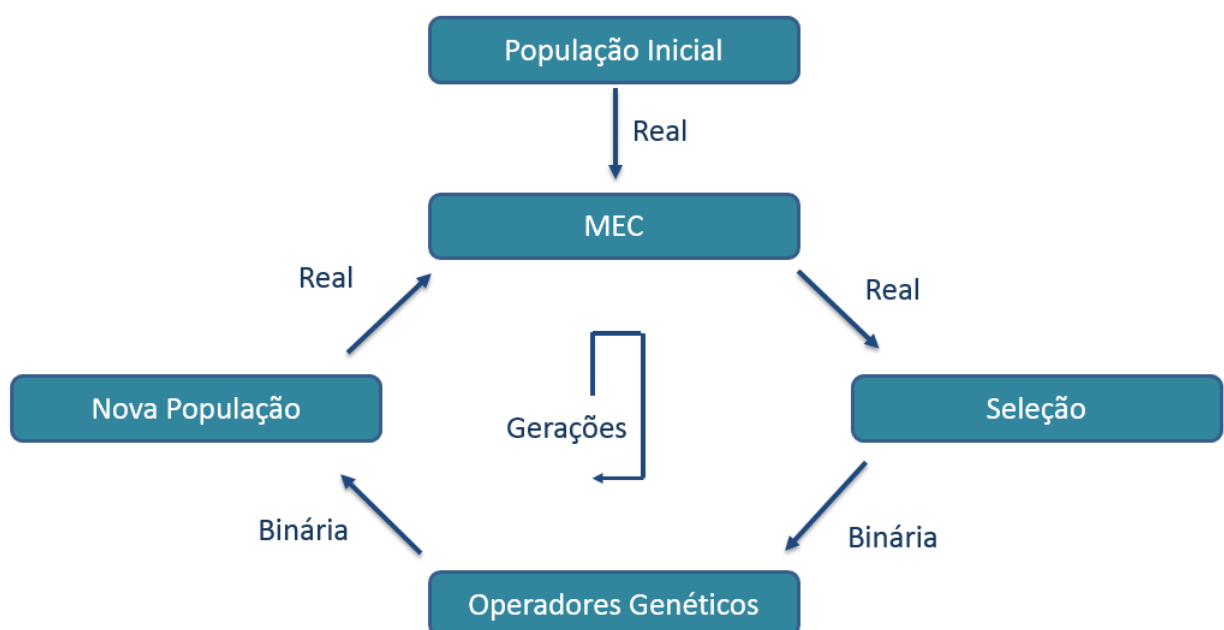 População Inicial
Real
MEC
Real
Real
Nova População
Gerações
Seleção
Binária
Binária
Operadores Genéticos